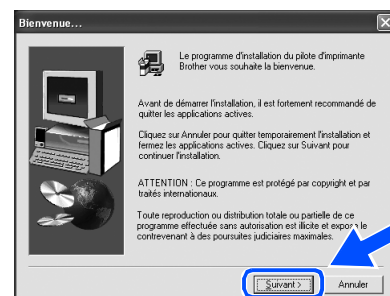 Bienvenue...
Le programme d'installation du pilote d'imprimante
Brother vous souhaite la bienvenue.
Avant de démarrer l'installation, il est fortement recommandé de
quitter les applications actives.
Cliquez sur Annuler pour quitter temporairement l'installation et
fermez les applications actives. Cliquez sur Suivant pour
continuer l'installation.
ATTENTION : Ce programme est protégé par copyright et par
traités internationaux.
Toute reproduction ou distribution totale ou partielle de ce
programme effectuée sans autorisation est illicite et expose le
contrevenant à des poursuites judiciaires maximales.
Suivant >
Annuler